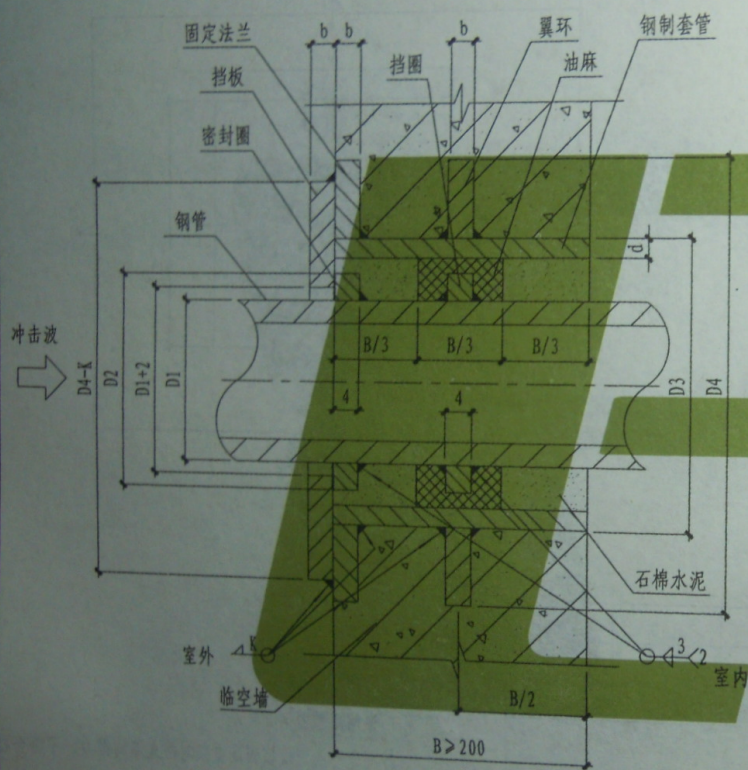 b b b
固定法兰
翼环
钢制套管
挡圈
油麻
挡板
密封圈
钢管
d
冲击波
B/3 B/3 B/3
D4-K
D2
D1+2
D1
4 4
D3
D4
石棉水泥
室外
K
3
2
室内
临空墙
B/2
B≥200